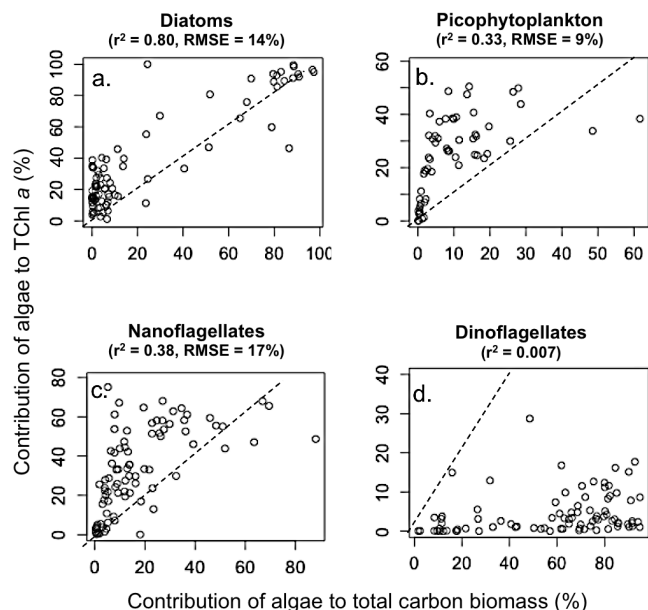 Diatoms
(r² = 0.80, RMSE = 14%)
Picophytoplankton
(r² = 0.33, RMSE = 9%)
a.
100
80
60
40
20
0
0 20 40 60 80 100
b.
60
50
40
30
20
10
0
0 10 20 30 40 50 60
Contribution of algae to TChl a (%)
Nanoflagellates
(r² = 0.38, RMSE = 17%)
Dinoflagellates
(r² = 0.007)
c.
80
60
40
20
0
0 20 40 60 80
d.
40
30
20
10
0
0 20 40 60 80
Contribution of algae to total carbon biomass (%)